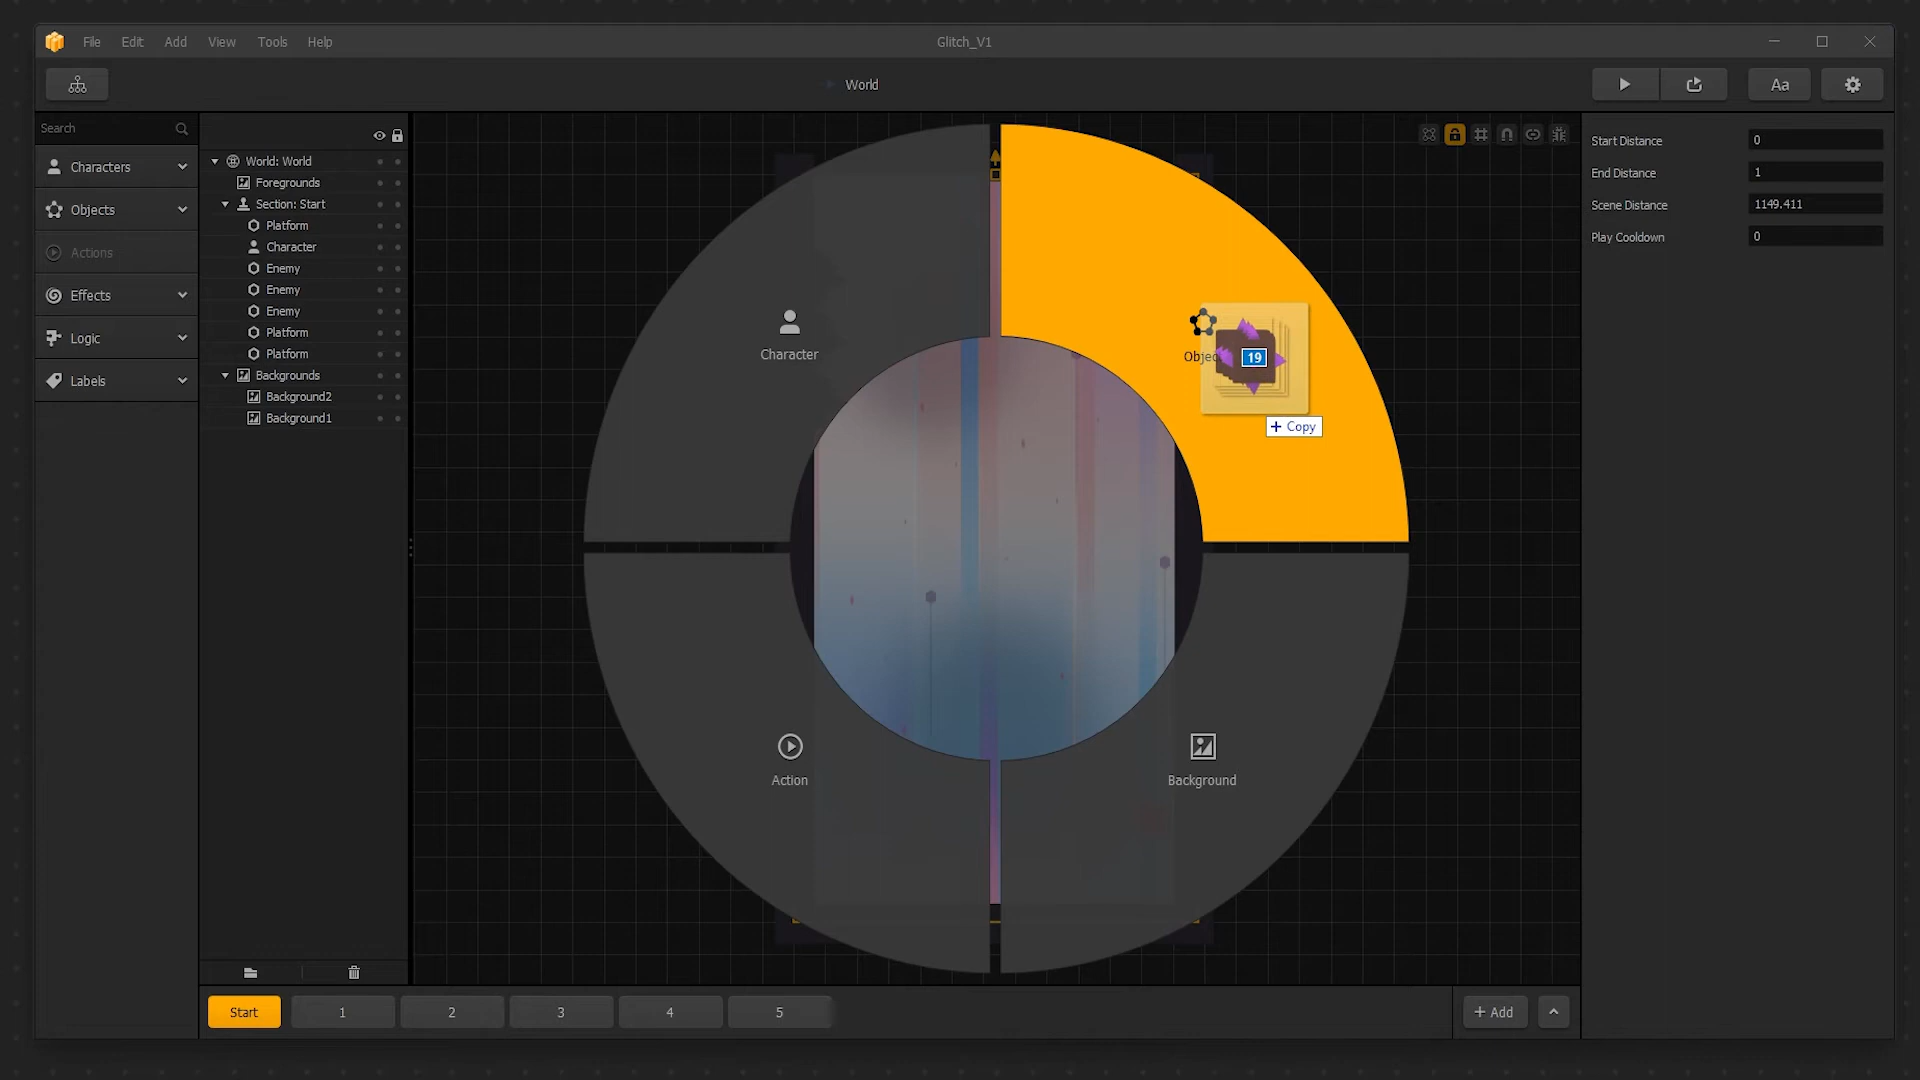 File Edit Add View Tools Help
Glitch_V1
World
Aa
Search
Characters
Objects
Actions
Effects
Logic
Labels
World: World
Foregrounds
Section: Start
Platform
Character
Enemy
Enemy
Enemy
Platform
Platform
Backgrounds
Background2
Background1
Character
Objec
19
+ Copy
Action
Background
Start Distance 0
End Distance 1
Scene Distance 1149.411
Play Cooldown 0
Start 1 2 3 4 5
+ Add